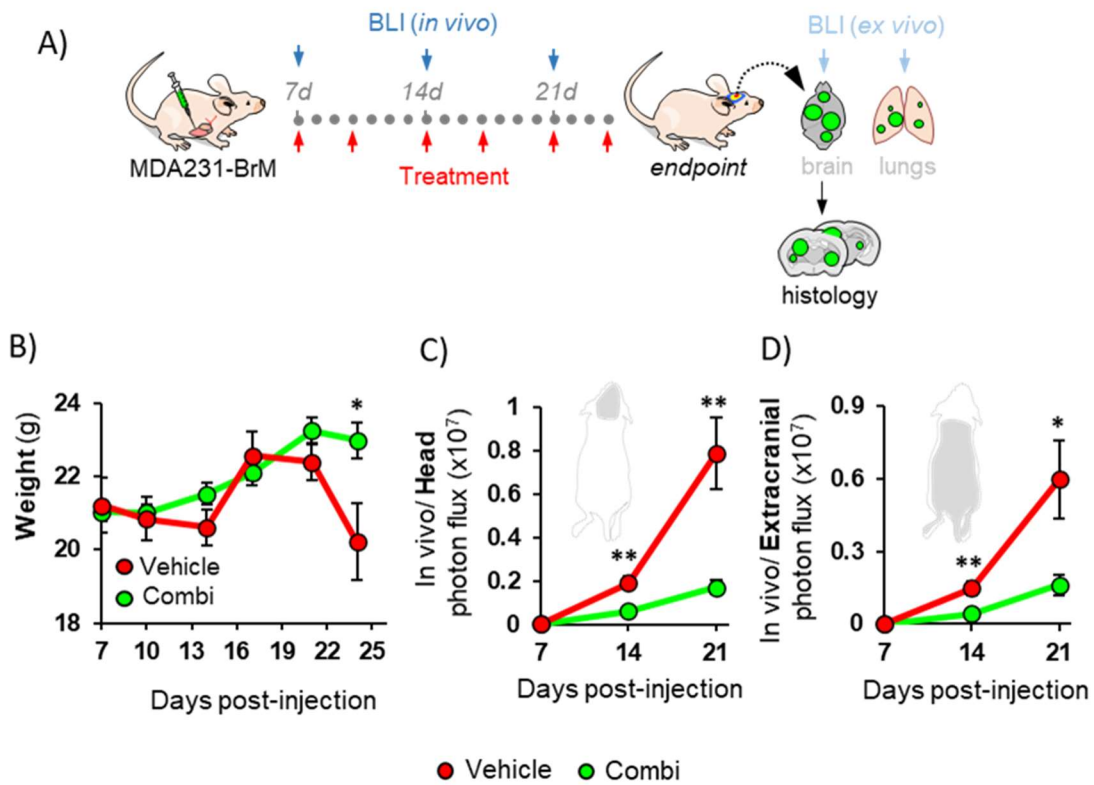 A)
BLI (in vivo)
BLI (ex vivo)
7d 14d 21d
MDA231-BrM
Treatment
endpoint
brain lungs
histology
B)
Weight (g)
24
22
20
18
Vehicle
Combi
*
7 10 13 16 19 22 25
Days post-injection
C)
In vivo/ Head
photon flux (x10⁷)
1
0.8
0.6
0.4
0.2
0
**
**
7 14 21
Days post-injection
D)
In vivo/ Extracranial
photon flux (x10⁷)
0.9
0.6
0.3
0
**
*
7 14 21
Days post-injection
Vehicle Combi